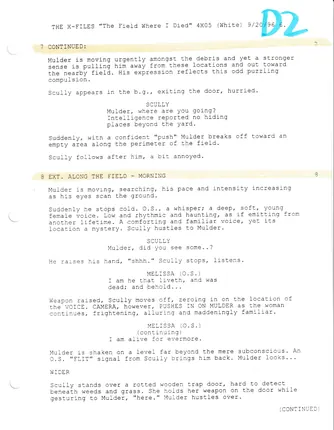 THE X-FILES "The Field Where I Died" 4X05 (White) 9/20/96
D2
7 CONTINUED:
Mulder is moving urgently amongst the debris and yet a stronger
sense is pulling him away from these locations and out toward
the nearby field. His expression reflects this odd puzzling
compulsion.
Scully appears in the b.g., exiting the door, hurried.
SCULLY
Mulder, where are you going?
Intelligence reported no hiding
places beyond the yard.
Suddenly, with a confident "push" Mulder breaks off toward an
empty area along the perimeter of the field.
Scully follows after him, a bit annoyed.
8 EXT. ALONG THE FIELD - MORNING 8
Mulder is moving, searching, his pace and intensity increasing
as his eyes scan the ground.
Suddenly he stops cold. O.S., a whisper; a deep, soft, young
female voice. Low and rhythmic and haunting, as if emitting from
another lifetime. A comforting and familiar voice, yet its
location a mystery. Scully hustles to Mulder.
SCULLY
Mulder, did you see some..?
He raises his hand, "shhh." Scully stops, listens.
MELISSA (O.S.)
I am he that liveth, and was
dead; and behold...
Weapon raised, Scully moves off, zeroing in on the location of
the VOICE. CAMERA, however, PUSHES IN ON MULDER as the woman
continues, frightening, alluring and maddeningly familiar.
MELISSA (O.S.)
(continuing)
I am alive for evermore.
Mulder is shaken on a level far beyond the mere subconscious. An
O.S. "FLIT" signal from Scully brings him back. Mulder looks...
WIDER
Scully stands over a rotted wooden trap door, hard to detect
beneath weeds and grass. She holds her weapon on the door while
gesturing to Mulder, "here." Mulder hustles over.
(CONTINUED)